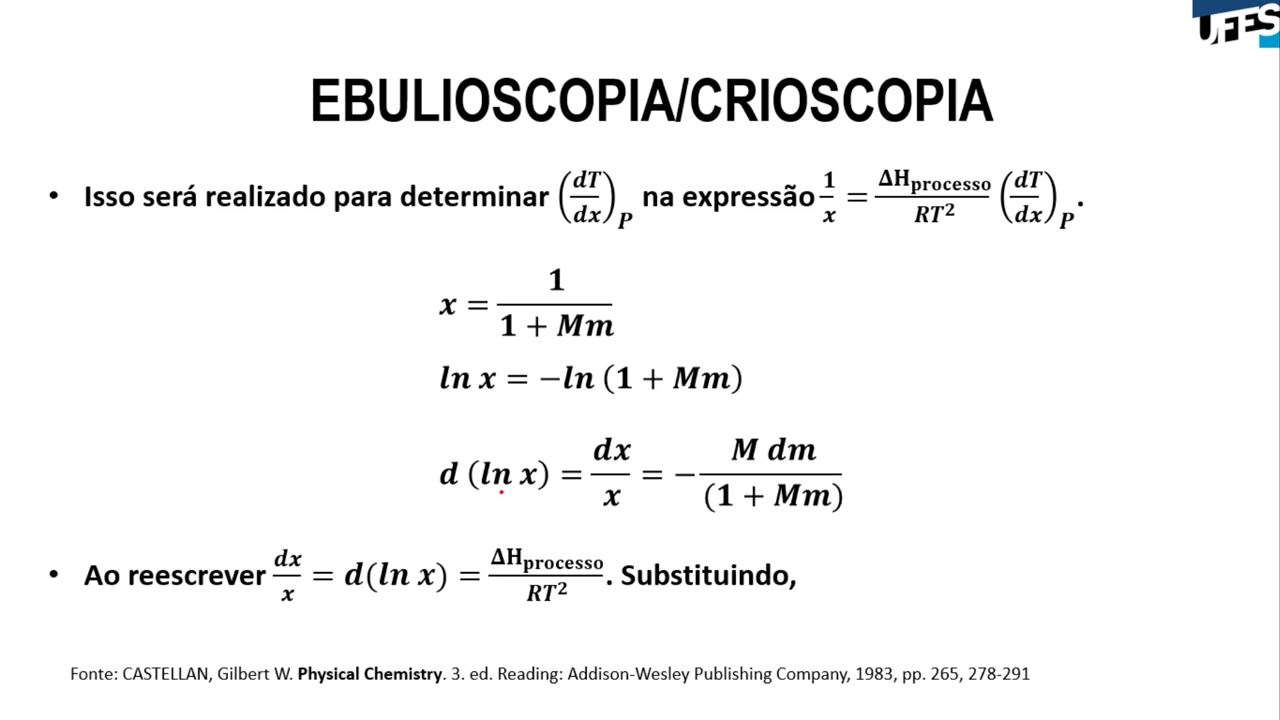 UFES
EBULIOSCOPIA/CRIOSCOPIA
• Isso será realizado para determinar (dT/dx)_P na expressão 1/x = ΔH_processo/RT² (dT/dx)_P.
x = 1/(1 + Mm)
ln x = −ln (1 + Mm)
d (ln x) = dx/x = − M dm/(1 + Mm)
• Ao reescrever dx/x = d(ln x) = ΔH_processo/RT². Substituindo,
Fonte: CASTELLAN, Gilbert W. Physical Chemistry. 3. ed. Reading: Addison-Wesley Publishing Company, 1983, pp. 265, 278-291